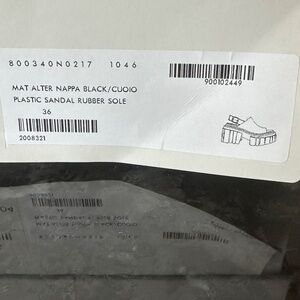 800340N0217 1046
900102449
MAT ALTER NAPPA BLACK/CUOIO
PLASTIC SANDAL RUBBER SOLE
36
2008321